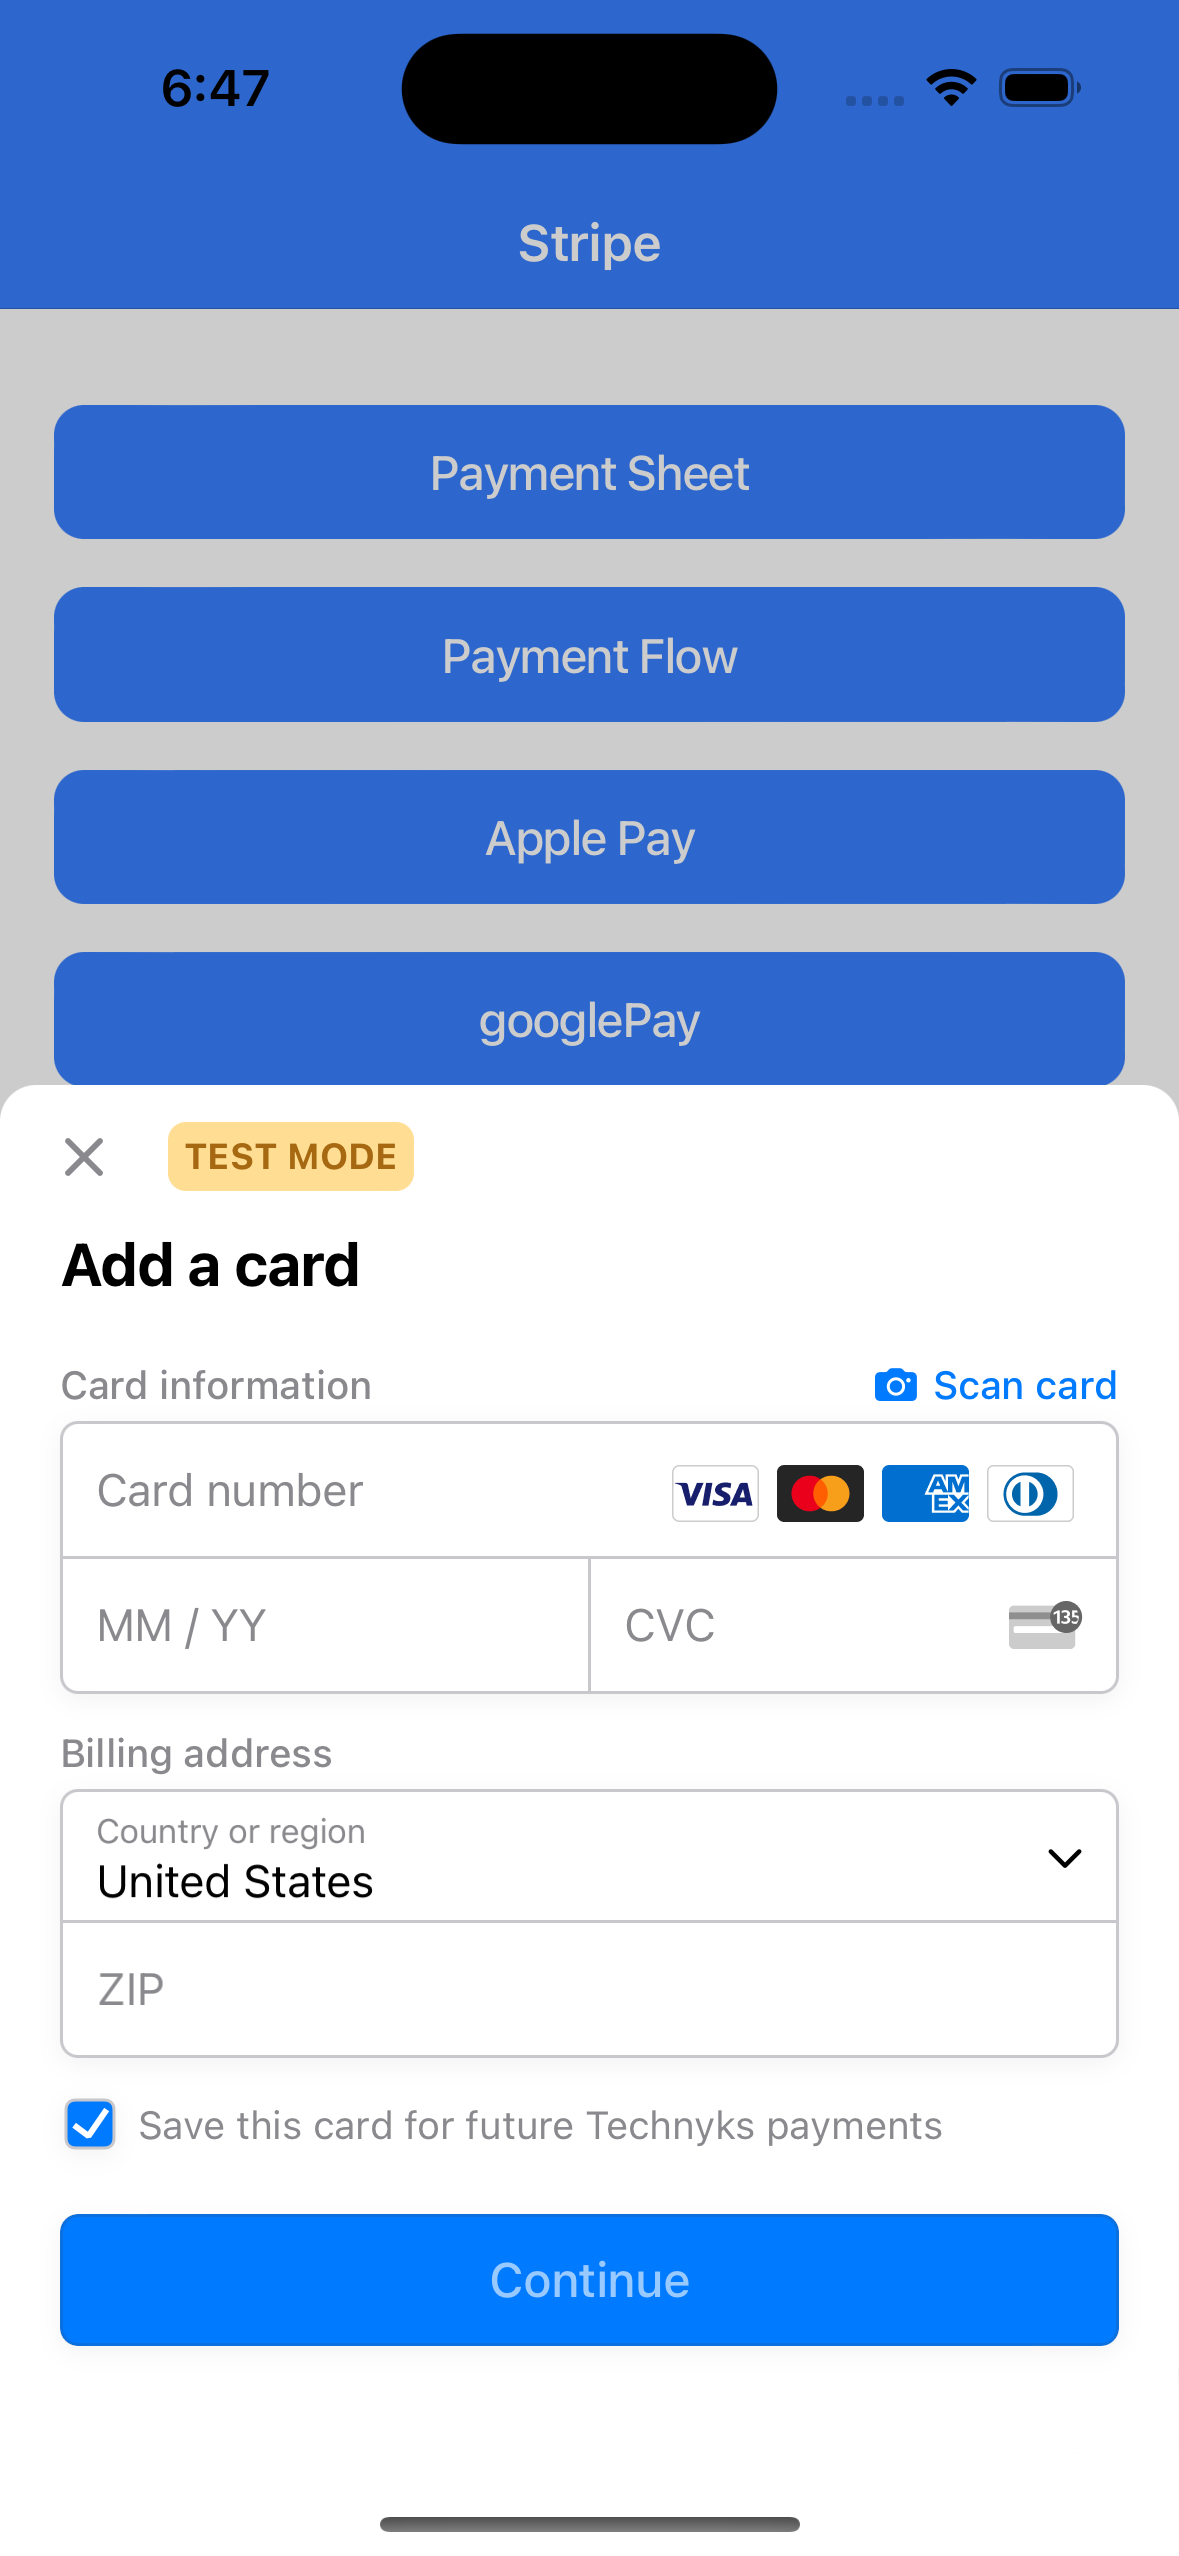 6:47
Stripe
Payment Sheet
Payment Flow
Apple Pay
googlePay
TEST MODE
Add a card
Card information
Scan card
Card number
VISA
AM
EX
MM / YY
CVC
135
Billing address
Country or region
United States
ZIP
Save this card for future Technyks payments
Continue